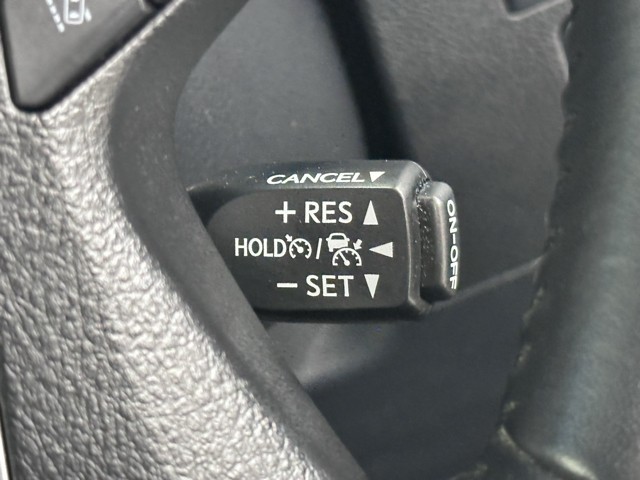 CANCEL▼
+ RES ▲
HOLD / ◀
− SET ▼
ON-OFF